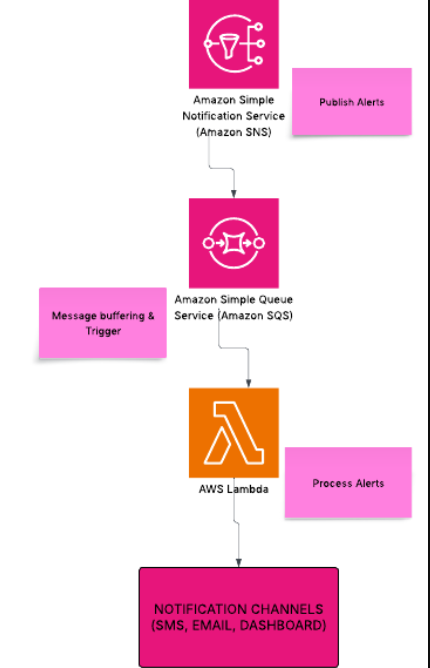 Amazon Simple
Notification Service
(Amazon SNS)
Publish Alerts
Amazon Simple Queue
Service (Amazon SQS)
Message buffering &
Trigger
AWS Lambda
Process Alerts
NOTIFICATION CHANNELS
(SMS, EMAIL, DASHBOARD)